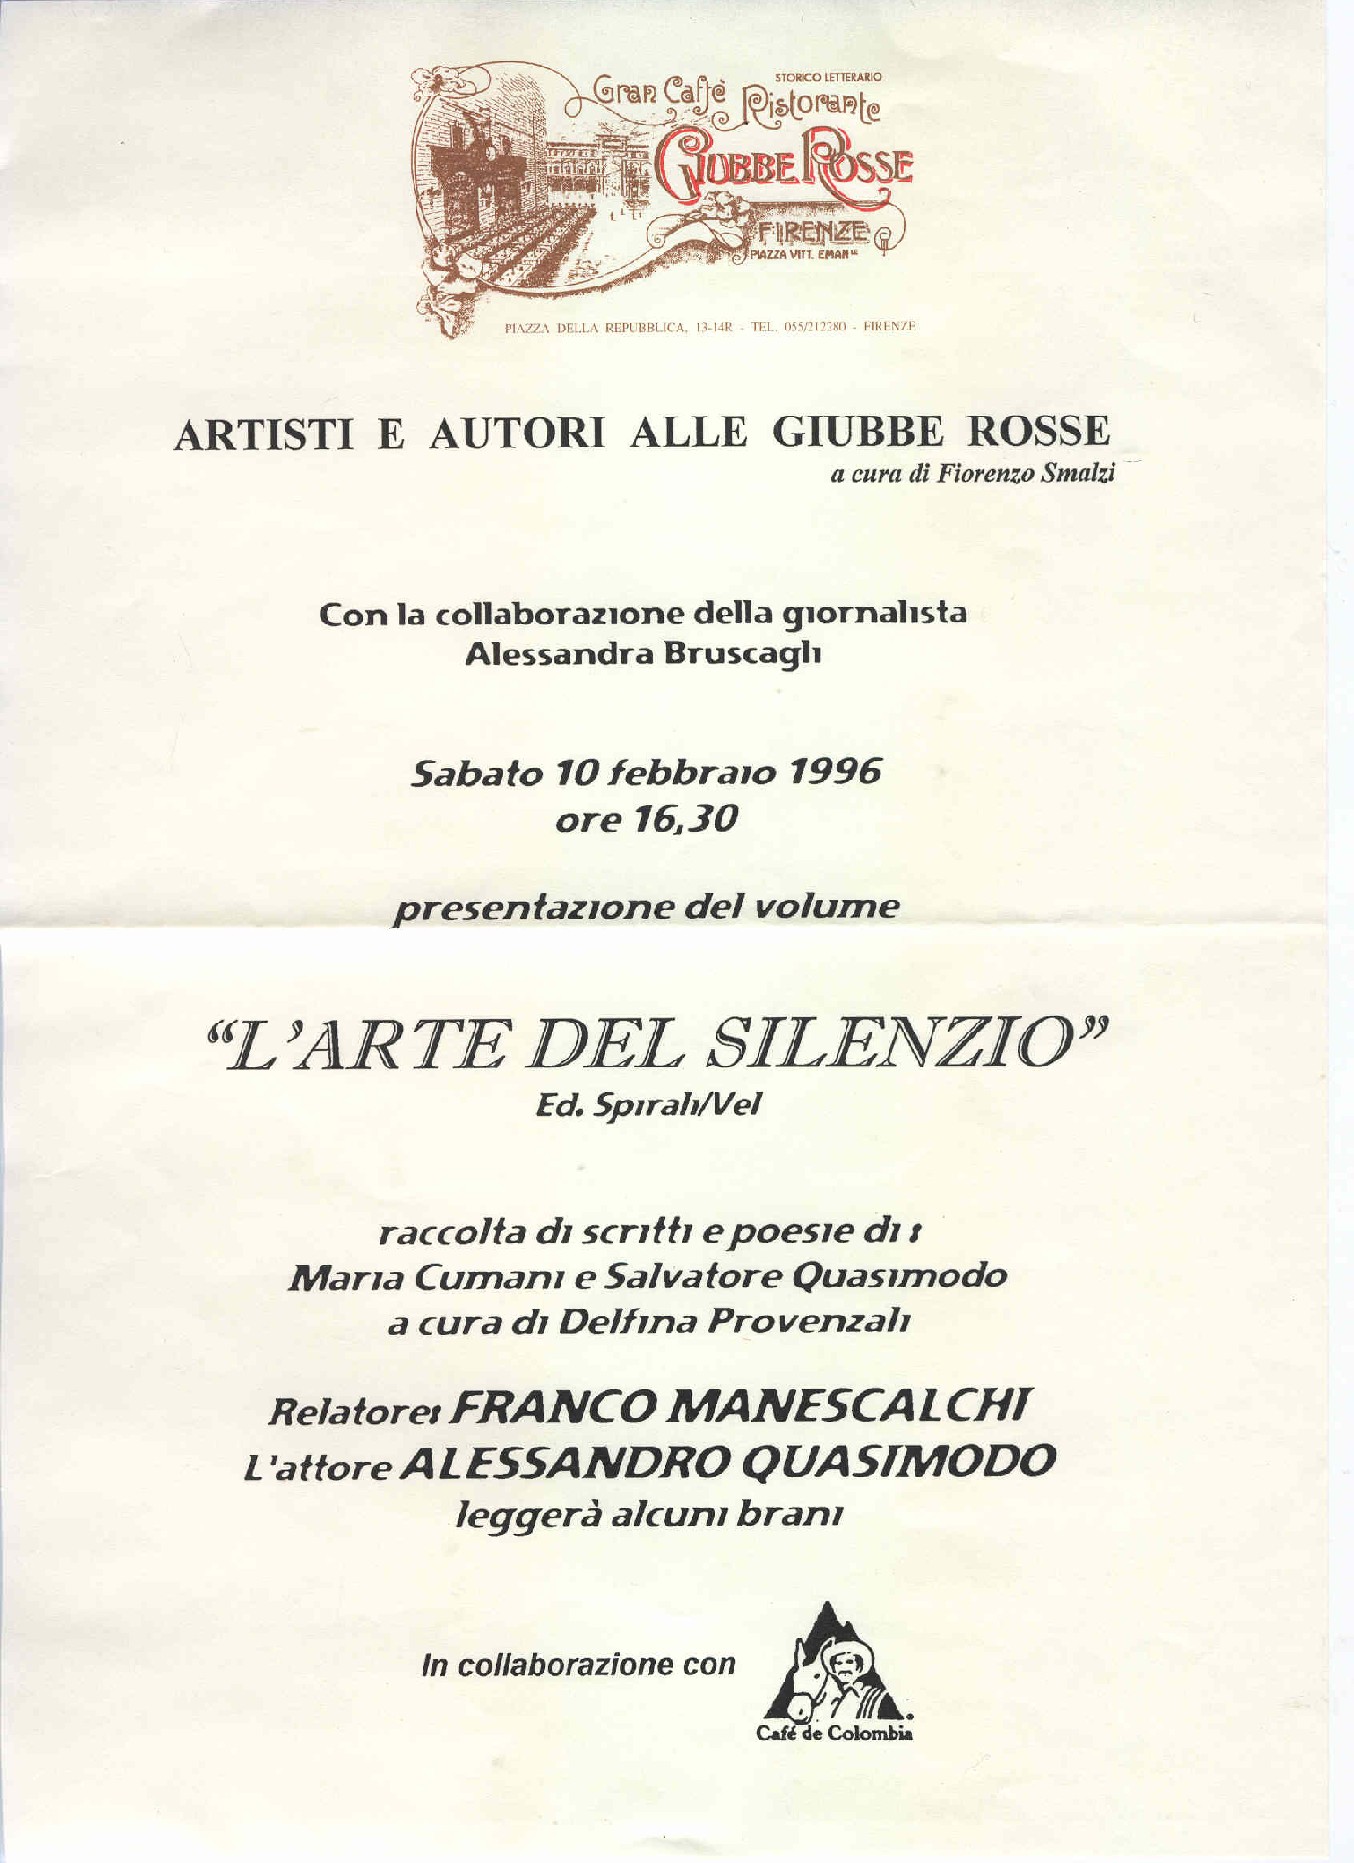 Gran Caffè
STORICO LETTERARIO
Ristorante
GIUBBE ROSSE
FIRENZE
PIAZZA VITT. EMAN
PIAZZA DELLA REPUBBLICA, 13-14R - TEL. 055/212280 - FIRENZE
ARTISTI E AUTORI ALLE GIUBBE ROSSE
a cura di Fiorenzo Smalzi
Con la collaborazione della giornalista
Alessandra Bruscagli
Sabato 10 febbraio 1996
ore 16,30
presentazione del volume
“L’ARTE DEL SILENZIO”
Ed. Spirali/Vel
raccolta di scritti e poesie di :
Maria Cumani e Salvatore Quasimodo
a cura di Delfina Provenzali
Relatore: FRANCO MANESCALCHI
L'attore ALESSANDRO QUASIMODO
leggerà alcuni brani
In collaborazione con
Café de Colombia